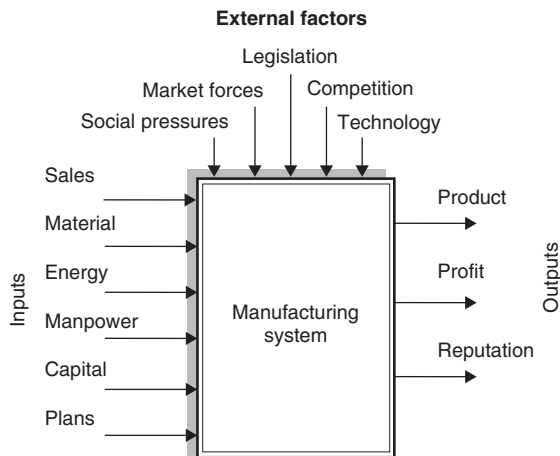 External factors
Legislation
Market forces
Competition
Social pressures
Technology
Inputs
Sales
Material
Energy
Manpower
Capital
Plans
Manufacturing
system
Product
Profit
Reputation
Outputs